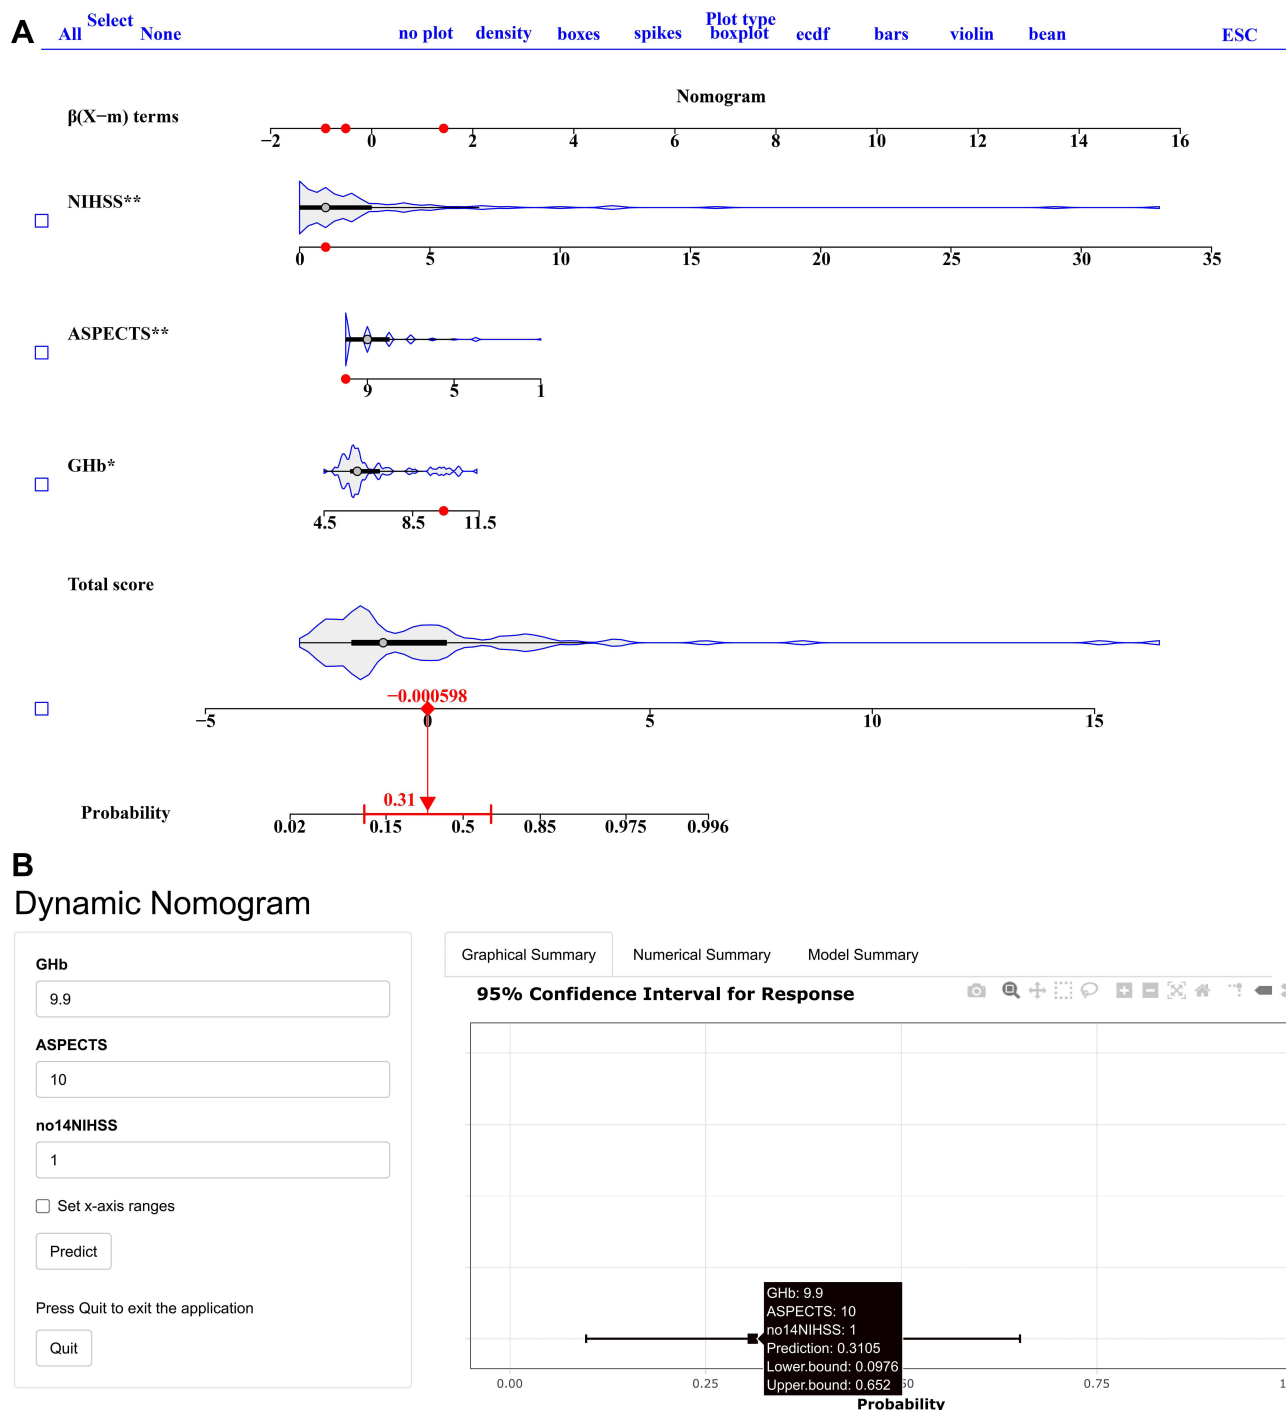 A
Select
Plot type
All None no plot density boxes spikes boxplot ecdf bars violin bean ESC
Nomogram
β(X−m) terms
−2 0 2 4 6 8 10 12 14 16
NIHSS**
0 5 10 15 20 25 30 35
ASPECTS**
9 5 1
GHb*
4.5 8.5 11.5
Total score
−0.000598
−5 0 5 10 15
Probability
0.31
0.02 0.15 0.5 0.85 0.975 0.996
B
Dynamic Nomogram
GHb
9.9
ASPECTS
10
no14NIHSS
1
Set x-axis ranges
Predict
Press Quit to exit the application
Quit
Graphical Summary Numerical Summary Model Summary
95% Confidence Interval for Response
GHb: 9.9
ASPECTS: 10
no14NIHSS: 1
Prediction: 0.3105
Lower.bound: 0.0976
Upper.bound: 0.652
0.00 0.25 50 0.75 1
Probability